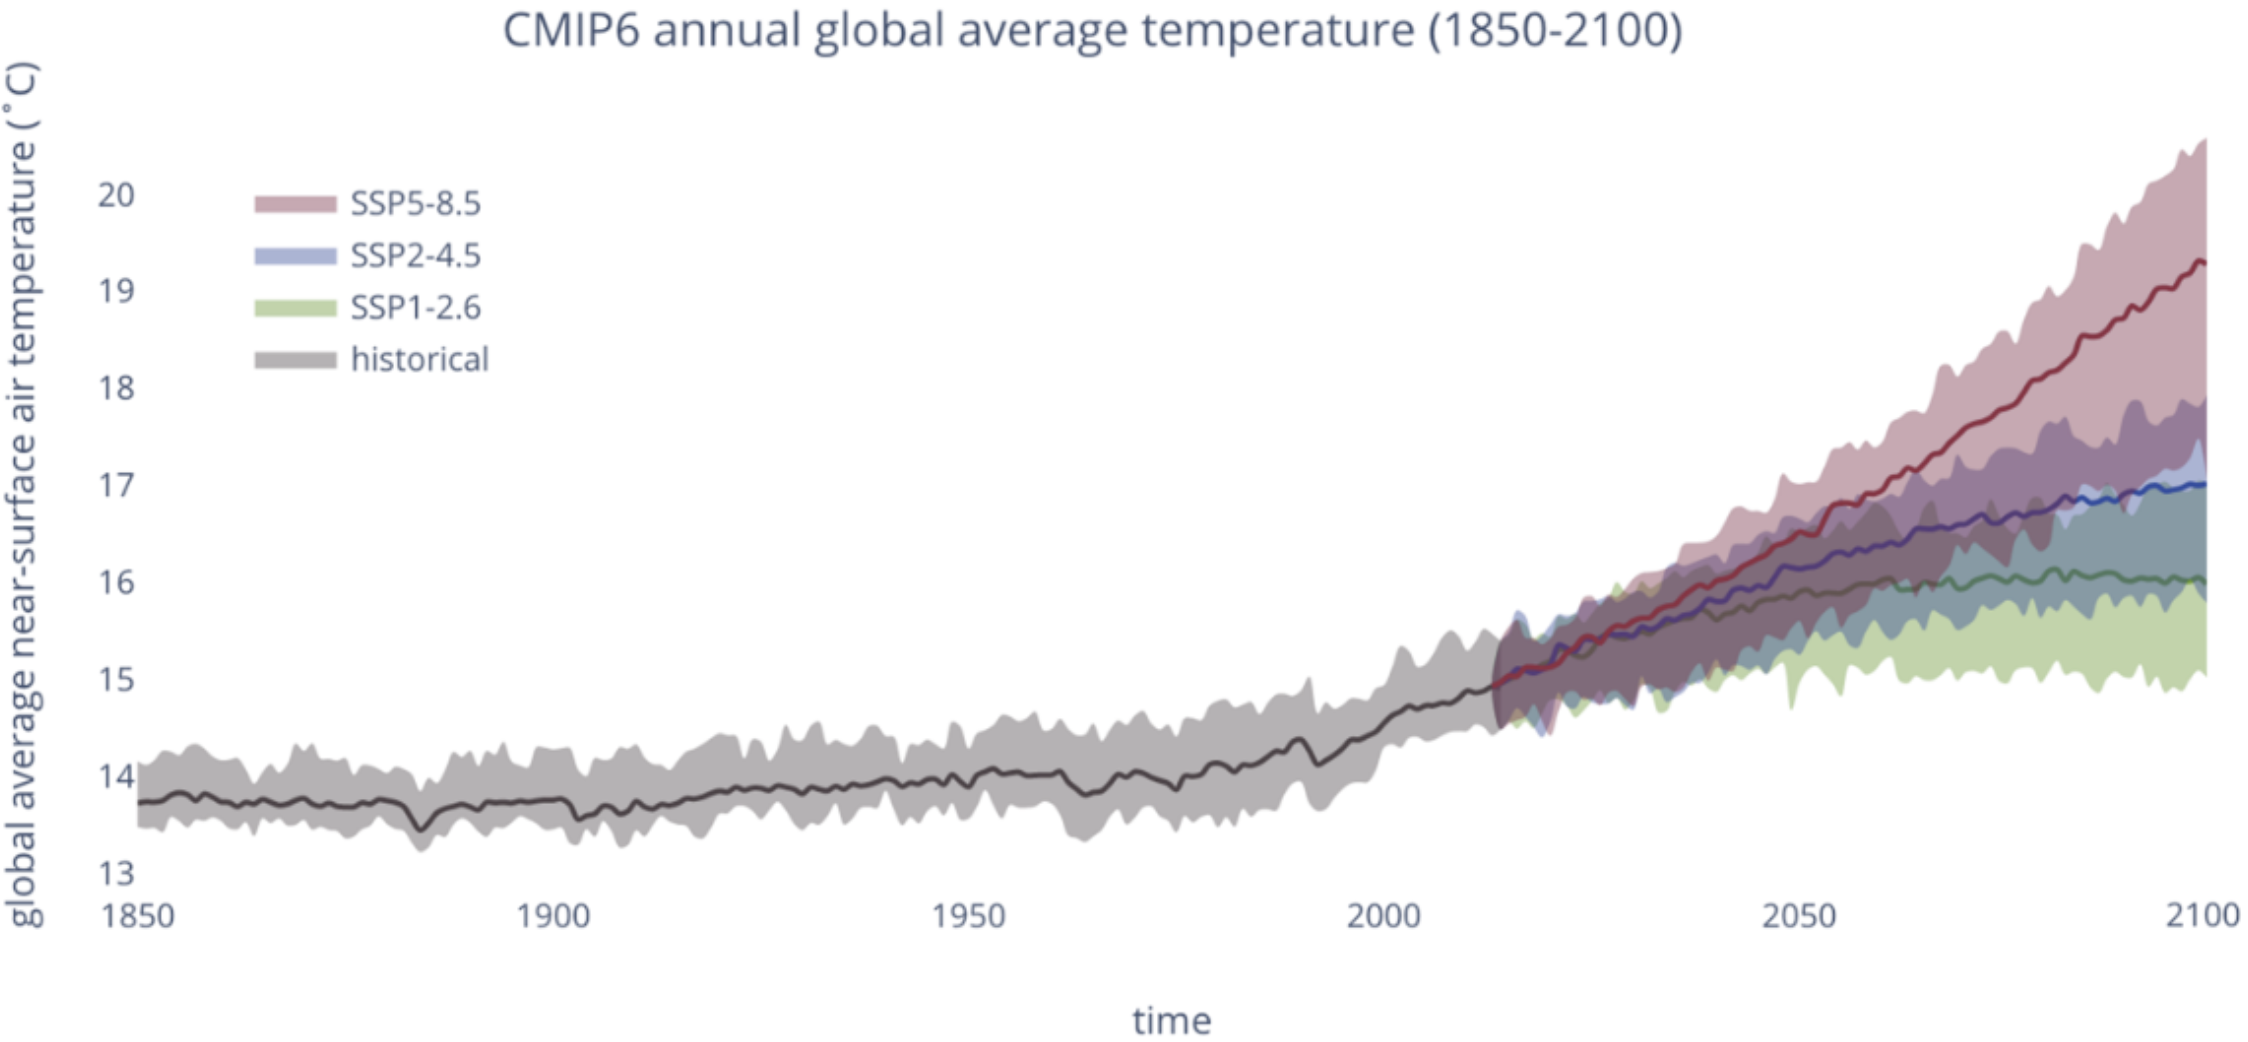 CMIP6 annual global average temperature (1850-2100)
global average near-surface air temperature (˚C)
20
19
18
17
16
15
14
13
SSP5-8.5
SSP2-4.5
SSP1-2.6
historical
1850 1900 1950 2000 2050 2100
time